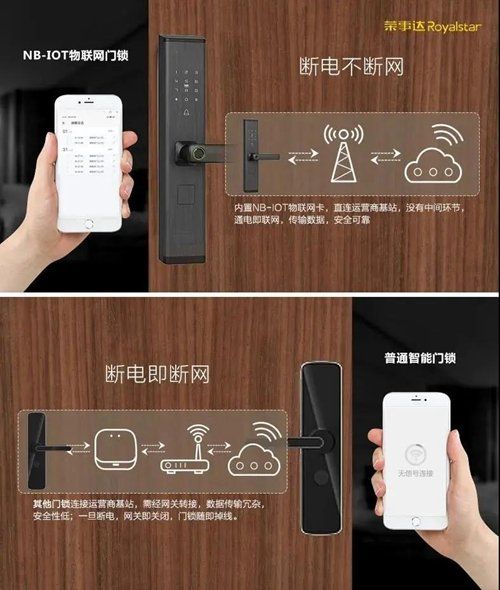 荣事达 Royalstar
NB-IOT物联网门锁
断电不断网
内置NB-IOT物联网卡，直连运营商基站，没有中间环节，
通电即联网，传输数据，安全可靠
断电即断网
普通智能门锁
无信号连接
其他门锁连接运营商基站，需经网关转接，数据传输冗杂，
安全性低；一旦断电，网关即关闭，门锁随即掉线。